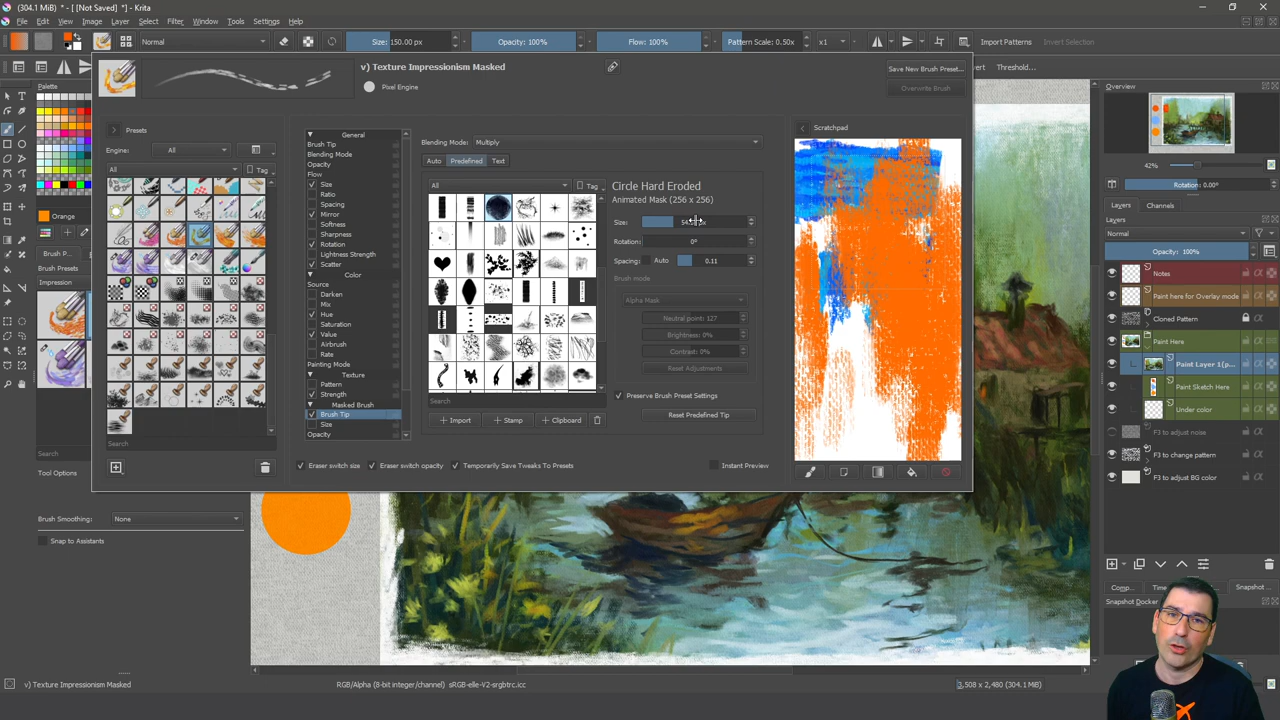 (304.1 MiB) * - [ [Not Saved] * - Krita
File Edit View Image Layer Select Filter Window Tools Settings Help
Normal
Size: 150.00 px
Opacity: 100%
Flow: 100%
Pattern Scale: 0.50x
x1
Import Patterns
Invert Selection
Threshold...
Palette
Orange
Brush P...
Brush Presets
Impression
Tool Options
Brush Smoothing:
None
Snap to Assistants
v) Texture Impressionism Masked
Pixel Engine
Save New Brush Preset...
Overwrite Brush
Presets
Engine:
All
All
Tag
Search
General
Brush Tip
Blending Mode
Opacity
Flow
Size
Ratio
Spacing
Mirror
Softness
Sharpness
Rotation
Lightness Strength
Scatter
Color
Source
Darken
Mix
Hue
Saturation
Value
Airbrush
Rate
Painting Mode
Texture
Pattern
Strength
Masked Brush
Brush Tip
Size
Opacity
Blending Mode: Multiply
Auto Predefined Text
All
Tag
Search
Import
Stamp
Clipboard
Circle Hard Eroded
Animated Mask (256 x 256)
Size:
Rotation:
0°
Spacing:
Auto
0.11
Brush mode
Alpha Mask
Neutral point: 127
Brightness: 0%
Contrast: 0%
Reset Adjustments
Preserve Brush Preset Settings
Reset Predefined Tip
Eraser switch size
Eraser switch opacity
Temporarily Save Tweaks To Presets
Instant Preview
Scratchpad
Overview
42%
Rotation: 0.00°
Layers Channels
Layers
Normal
Opacity: 100%
Notes
Paint here for Overlay mode
Cloned Pattern
Paint Here
Paint Layer 1(p...
Paint Sketch Here
Under color
F3 to adjust noise
F3 to change pattern
F3 to adjust BG color
Comp...
Snapshot ...
Snapshot Docker
v) Texture Impressionism Masked
RGB/Alpha (8-bit integer/channel) sRGB-elle-V2-srgbtrc.icc
3,508 x 2,480 (304.1 MiB)